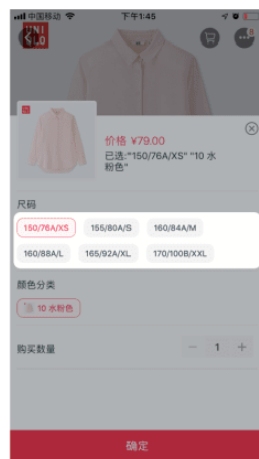 中国移动 下午1:45
UNI
QLO
价格 ¥79.00
已选:"150/76A/XS" "10 水
粉色"
尺码
150/76A/XS 155/80A/S 160/84A/M
160/88A/L 165/92A/XL 170/100B/XXL
颜色分类
10 水粉色
购买数量 － 1 ＋
确定